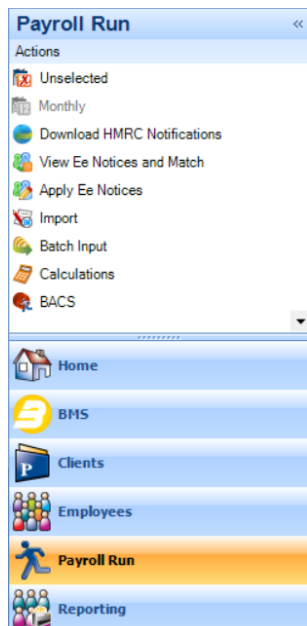 Payroll Run «
Actions
Unselected
Monthly
Download HMRC Notifications
View Ee Notices and Match
Apply Ee Notices
Import
Batch Input
Calculations
BACS
Home
BMS
Clients
Employees
Payroll Run
Reporting